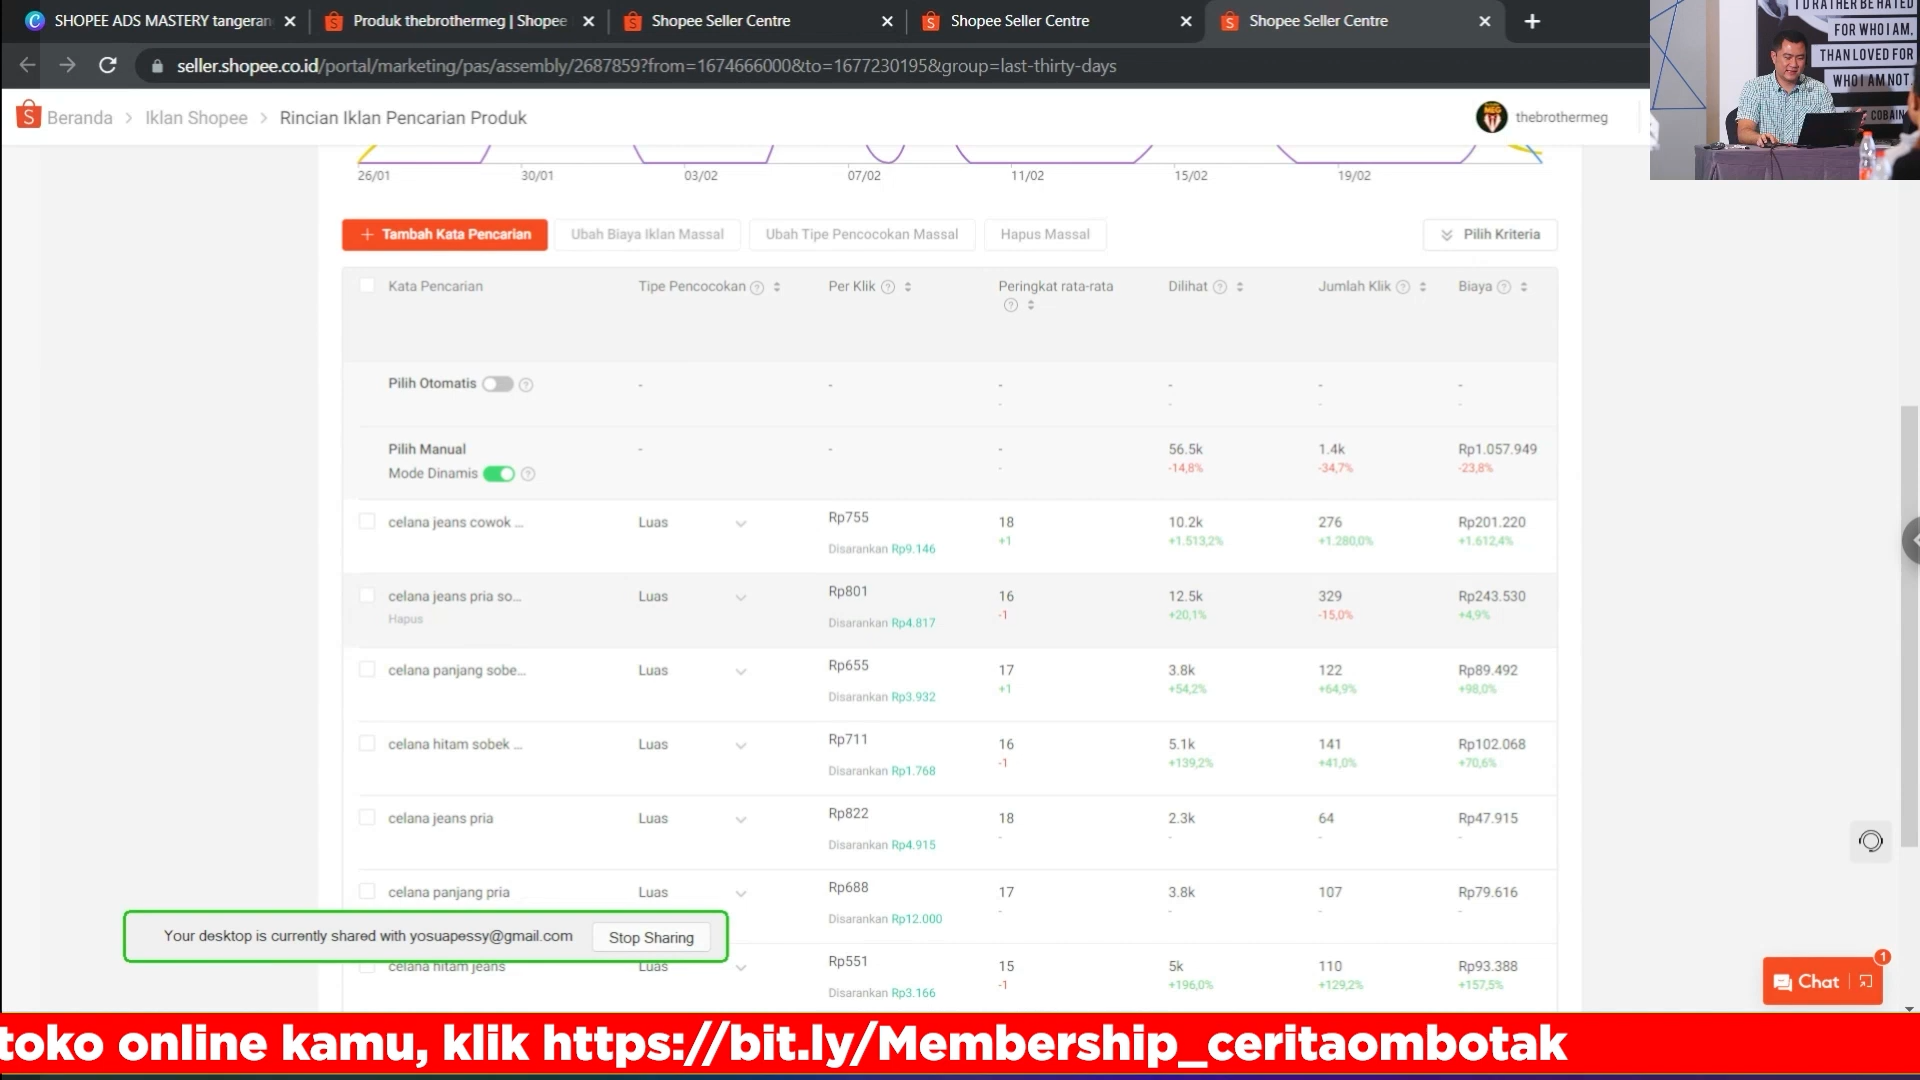 SHOPEE ADS MASTERY tangeran
Produk thebrothermeg | Shopee
Shopee Seller Centre
Shopee Seller Centre
Shopee Seller Centre
seller.shopee.co.id/portal/marketing/pas/assembly/2687859?from=1674666000&to=1677230195&group=last-thirty-days
I'D RATHER BE HATED
FOR WHO I AM,
THAN LOVED FOR
WHO I AM NOT.
COBAIN
Beranda > Iklan Shopee > Rincian Iklan Pencarian Produk
thebrothermeg
26/01 30/01 03/02 07/02 11/02 15/02 19/02
+ Tambah Kata Pencarian Ubah Biaya Iklan Massal Ubah Tipe Pencocokan Massal Hapus Massal Pilih Kriteria
Kata Pencarian Tipe Pencocokan Per Klik Peringkat rata-rata Dilihat Jumlah Klik Biaya
Pilih Otomatis - - - - - -
- - - -
Pilih Manual - - - 56.5k 1.4k Rp1.057.949
Mode Dinamis - -14,8% -34,7% -23,8%
celana jeans cowok ... Luas Rp755 18 10.2k 276 Rp201.220
Disarankan Rp9.146 +1 +1.513,2% +1.280,0% +1.612,4%
celana jeans pria so... Luas Rp801 16 12.5k 329 Rp243.530
Hapus Disarankan Rp4.817 -1 +20,1% -15,0% +4,9%
celana panjang sobe... Luas Rp655 17 3.8k 122 Rp89.492
Disarankan Rp3.932 +1 +54,2% +64,9% +98,0%
celana hitam sobek ... Luas Rp711 16 5.1k 141 Rp102.068
Disarankan Rp1.768 -1 +139,2% +41,0% +70,6%
celana jeans pria Luas Rp822 18 2.3k 64 Rp47.915
Disarankan Rp4.915 - - - -
celana panjang pria Luas Rp688 17 3.8k 107 Rp79.616
Disarankan Rp12.000 - - - -
Your desktop is currently shared with yosuapessy@gmail.com Stop Sharing
celana hitam jeans Luas Rp551 15 5k 110 Rp93.388
Disarankan Rp3.166 -1 +196,0% +129,2% +157,5%
Chat
1
toko online kamu, klik https://bit.ly/Membership_ceritaombotak